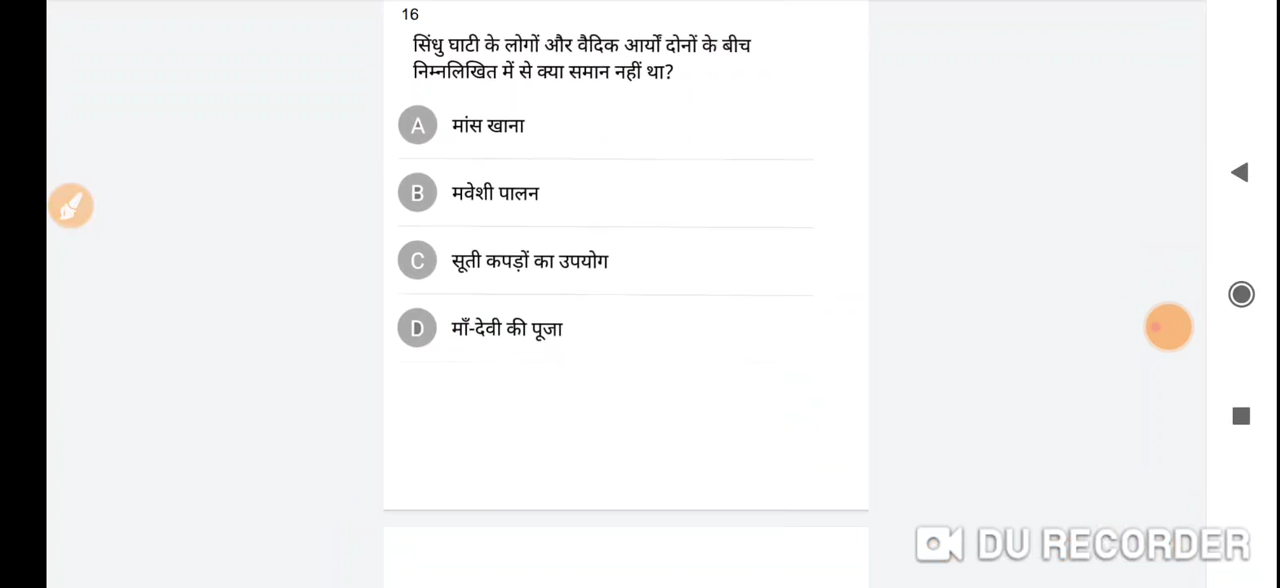 16
सिंधु घाटी के लोगों और वैदिक आर्यों दोनों के बीच
निम्नलिखित में से क्या समान नहीं था?
A मांस खाना
B मवेशी पालन
C सूती कपड़ों का उपयोग
D माँ-देवी की पूजा
DU RECORDER